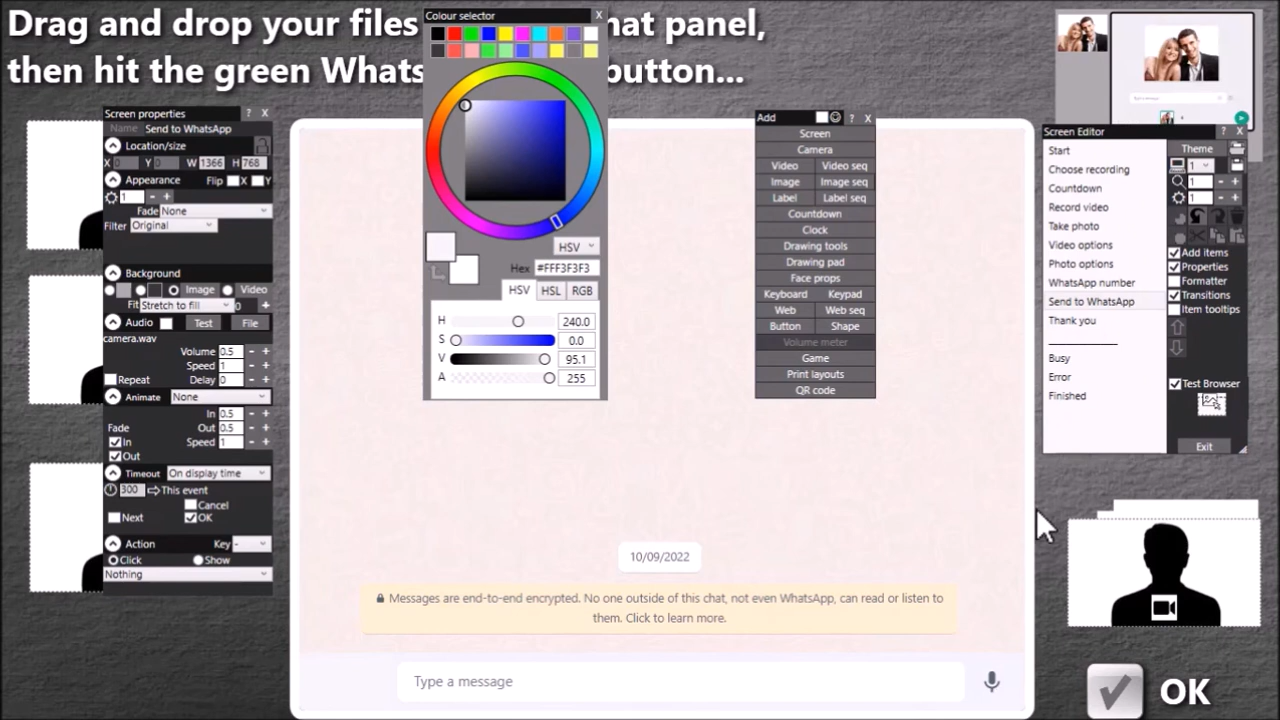 Drag and drop your files
hat panel,
then hit the green Whats
button...
Colour selector X
HSV
Hex #FFF3F3F3
HSV HSL RGB
H 240.0
S 0.0
V 95.1
A 255
Screen properties ? X
Name Send to WhatsApp
Location/size
X 0 Y 0 W 1366 H 768
Appearance Flip X Y
1 - +
Fade None
Filter Original
Background
Image Video
Fit Stretch to fill 0 +
Audio Test File
camera.wav
Volume 0.5 - +
Speed 1 - +
Repeat Delay 0 - +
Animate None
In 0.5 - +
Fade Out 0.5 - +
In Speed 1 - +
Out
Timeout On display time
300 This event
Cancel
Next OK
Action Key -
Click Show
Nothing
Add ? X
Screen
Camera
Video Video seq
Image Image seq
Label Label seq
Countdown
Clock
Drawing tools
Drawing pad
Face props
Keyboard Keypad
Web Web seq
Button Shape
Volume meter
Game
Print layouts
QR code
Screen Editor ? X
Start
Choose recording
Countdown
Record video
Take photo
Video options
Photo options
WhatsApp number
Send to WhatsApp
Thank you
Busy
Error
Finished
Theme
1
1 - +
1 - +
Add items
Properties
Formatter
Transitions
Item tooltips
Test Browser
Exit
10/09/2022
Messages are end-to-end encrypted. No one outside of this chat, not even WhatsApp, can read or listen to
them. Click to learn more.
Type a message
OK